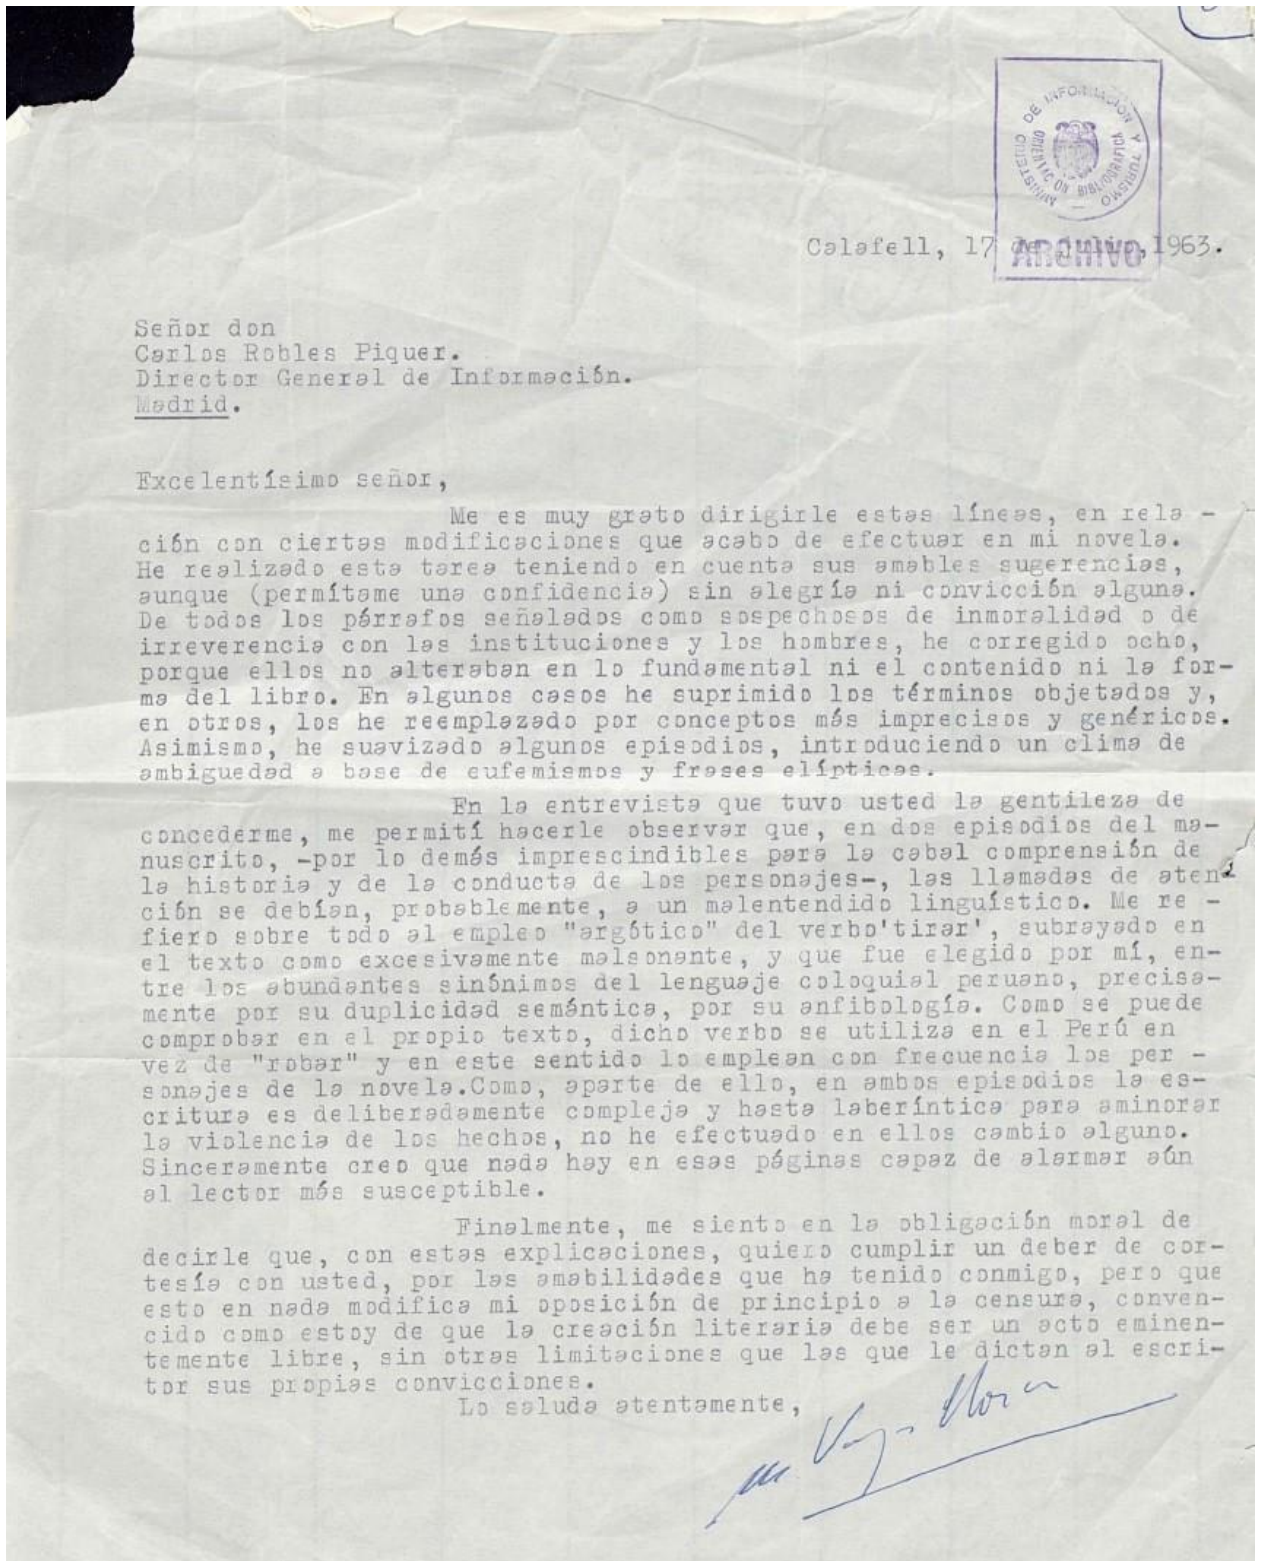 MINISTERIO DE INFORMACION Y TURISMO
ORIENTACION BIBLIOGRAFICA
ARCHIVO
Calafell, 17 de julio, 1963.
Señor don
Carlos Robles Piquer.
Director General de Información.
Madrid.
Excelentísimo señor,
Me es muy grato dirigirle estas líneas, en rela -
ción con ciertas modificaciones que acabo de efectuar en mi novela.
He realizado esta tarea teniendo en cuenta sus amables sugerencias,
aunque (permítame una confidencia) sin alegría ni convicción alguna.
De todos los párrafos señalados como sospechosos de inmoralidad o de
irreverencia con las instituciones y los hombres, he corregido ocho,
porque ellos no alteraban en lo fundamental ni el contenido ni la for-
ma del libro. En algunos casos he suprimido los términos objetados y,
en otros, los he reemplazado por conceptos más imprecisos y genéricos.
Asimismo, he suavizado algunos episodios, introduciendo un clima de
ambiguedad a base de eufemismos y frases elípticas.
En la entrevista que tuvo usted la gentileza de
concederme, me permití hacerle observar que, en dos episodios del ma-
nuscrito, -por lo demás imprescindibles para la cabal comprensión de
la historia y de la conducta de los personajes-, las llamadas de aten
ción se debían, probablemente, a un malentendido linguístico. Me re -
fiero sobre todo al empleo "argótico" del verbo'tirar', subrayado en
el texto como excesivamente malsonante, y que fue elegido por mí, en-
tre los abundantes sinónimos del lenguaje coloquial peruano, precisa-
mente por su duplicidad semántica, por su anfibología. Como se puede
comprobar en el propio texto, dicho verbo se utiliza en el Perú en
vez de "robar" y en este sentido lo emplean con frecuencia los per -
sonajes de la novela.Como, aparte de ello, en ambos episodios la es-
critura es deliberadamente compleja y hasta laberíntica para aminorar
la violencia de los hechos, no he efectuado en ellos cambio alguno.
Sinceramente creo que nada hay en esas páginas capaz de alarmar aún
al lector más susceptible.
Finalmente, me siento en la obligación moral de
decirle que, con estas explicaciones, quiero cumplir un deber de cor-
tesía con usted, por las amabilidades que ha tenido conmigo, pero que
esto en nada modifica mi oposición de principio a la censura, conven-
cido como estoy de que la creación literaria debe ser un acto eminen-
temente libre, sin otras limitaciones que las que le dictan al escri-
tor sus propias convicciones.
Lo saluda atentamente,
M. Vargas Llosa